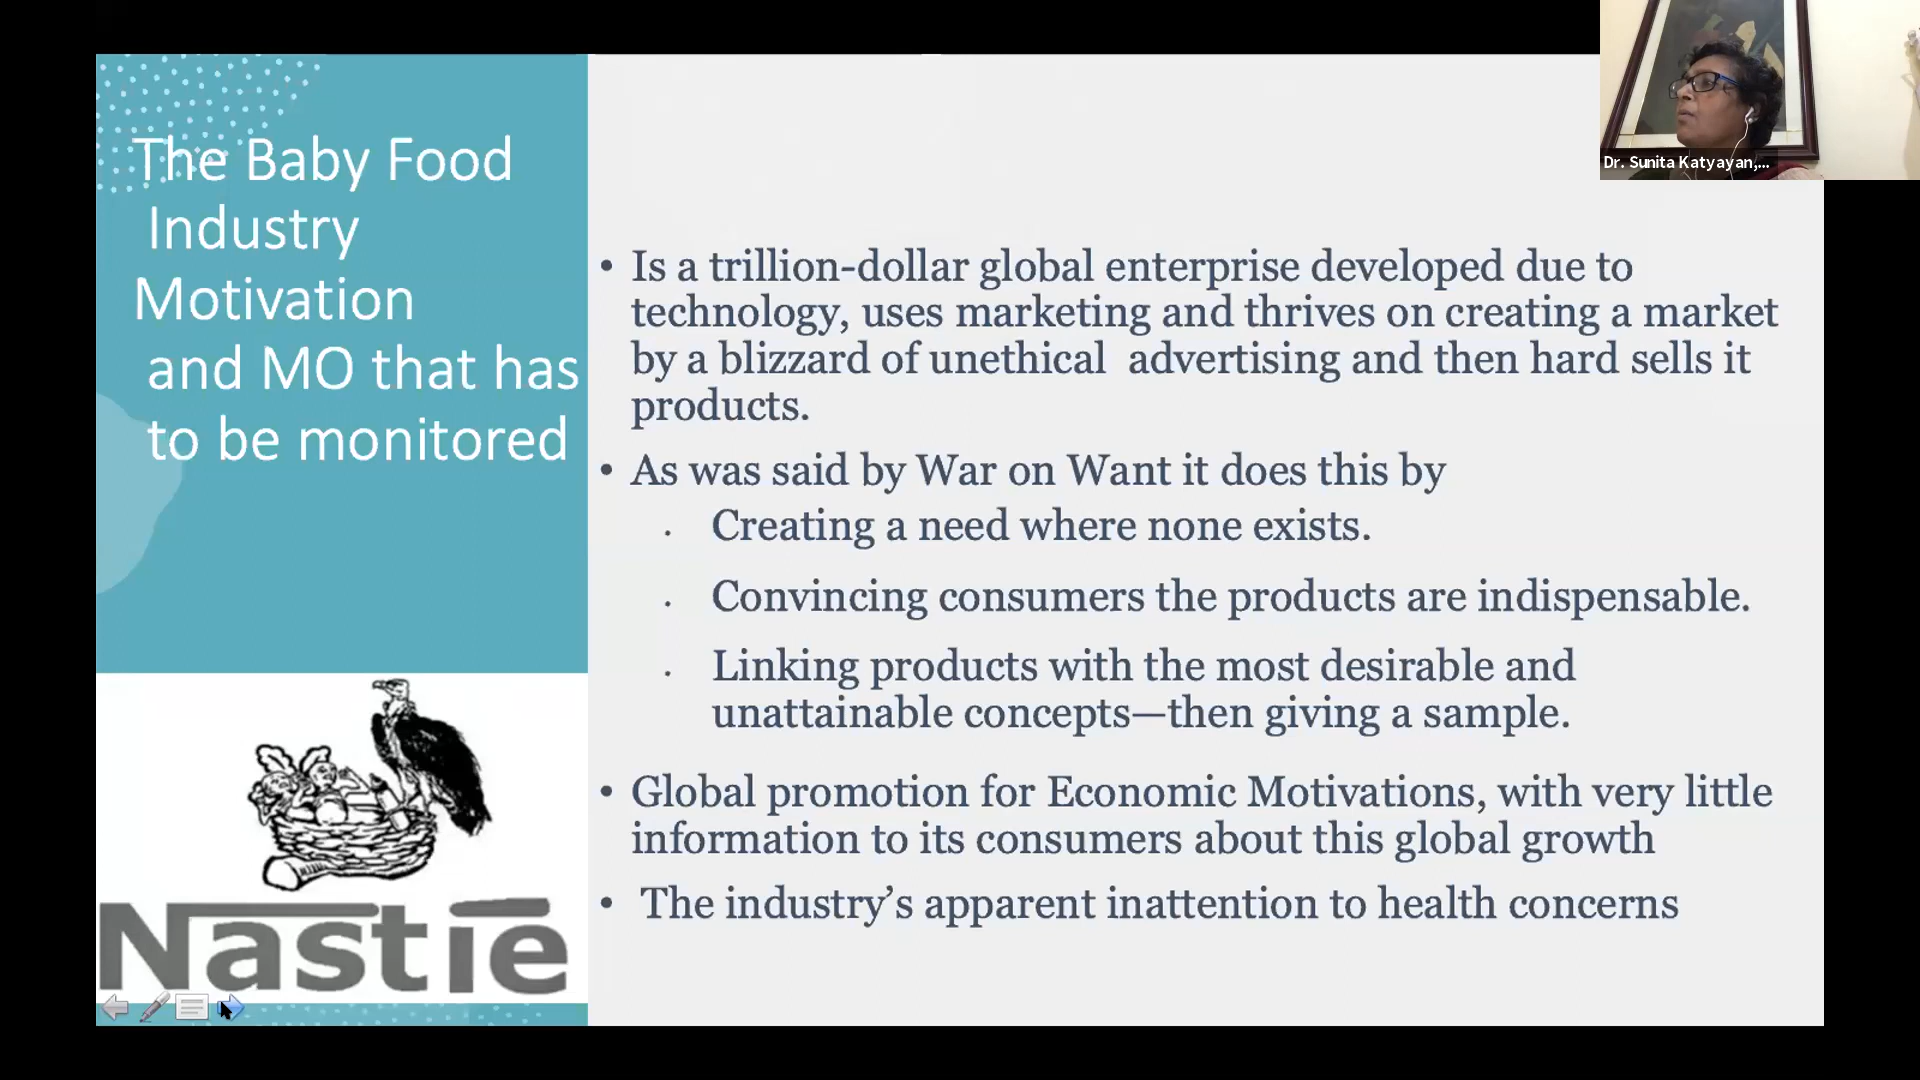 The Baby Food
Industry
Motivation
and MO that has
to be monitored
• Is a trillion-dollar global enterprise developed due to
technology, uses marketing and thrives on creating a market
by a blizzard of unethical advertising and then hard sells it
products.
• As was said by War on Want it does this by
• Creating a need where none exists.
• Convincing consumers the products are indispensable.
• Linking products with the most desirable and
unattainable concepts—then giving a sample.
• Global promotion for Economic Motivations, with very little
information to its consumers about this global growth
• The industry’s apparent inattention to health concerns
Nastie
Dr. Sunita Katyayan,...